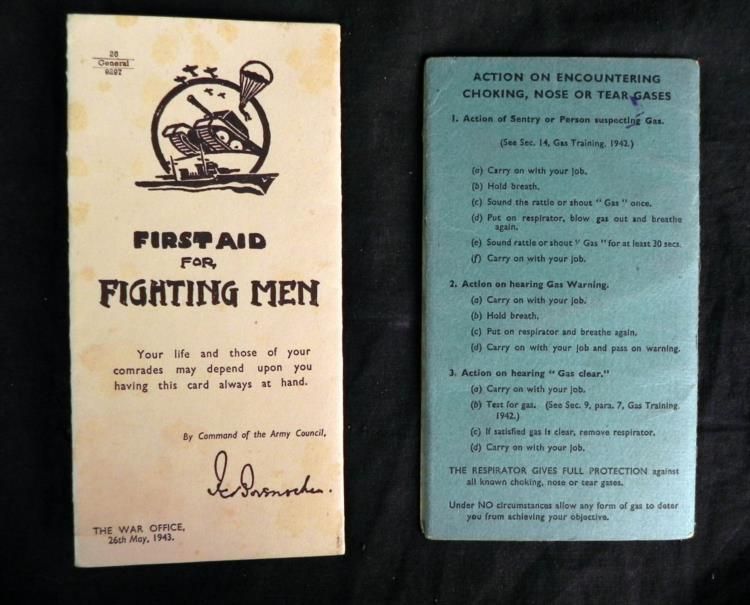 26
General
9297
FIRST AID
FOR
FIGHTING MEN
Your life and those of your
comrades may depend upon you
having this card always at hand.
By Command of the Army Council,
THE WAR OFFICE,
26th May, 1943.
ACTION ON ENCOUNTERING
CHOKING, NOSE OR TEAR GASES
1. Action of Sentry or Person suspecting Gas.
(See Sec. 14, Gas Training, 1942.)
(a) Carry on with your job.
(b) Hold breath.
(c) Sound the rattle or shout " Gas " once.
(d) Put on respirator, blow gas out and breathe
again.
(e) Sound rattle or shout " Gas " for at least 30 secs.
(f) Carry on with your job.
2. Action on hearing Gas Warning.
(a) Carry on with your job.
(b) Hold breath.
(c) Put on respirator and breathe again.
(d) Carry on with your job and pass on warning.
3. Action on hearing " Gas clear."
(a) Carry on with your job.
(b) Test for gas. (See Sec. 9, para. 7, Gas Training,
1942.)
(c) If satisfied gas is clear, remove respirator.
(d) Carry on with your job.
THE RESPIRATOR GIVES FULL PROTECTION against
all known choking, nose or tear gases.
Under NO circumstances allow any form of gas to deter
you from achieving your objective.